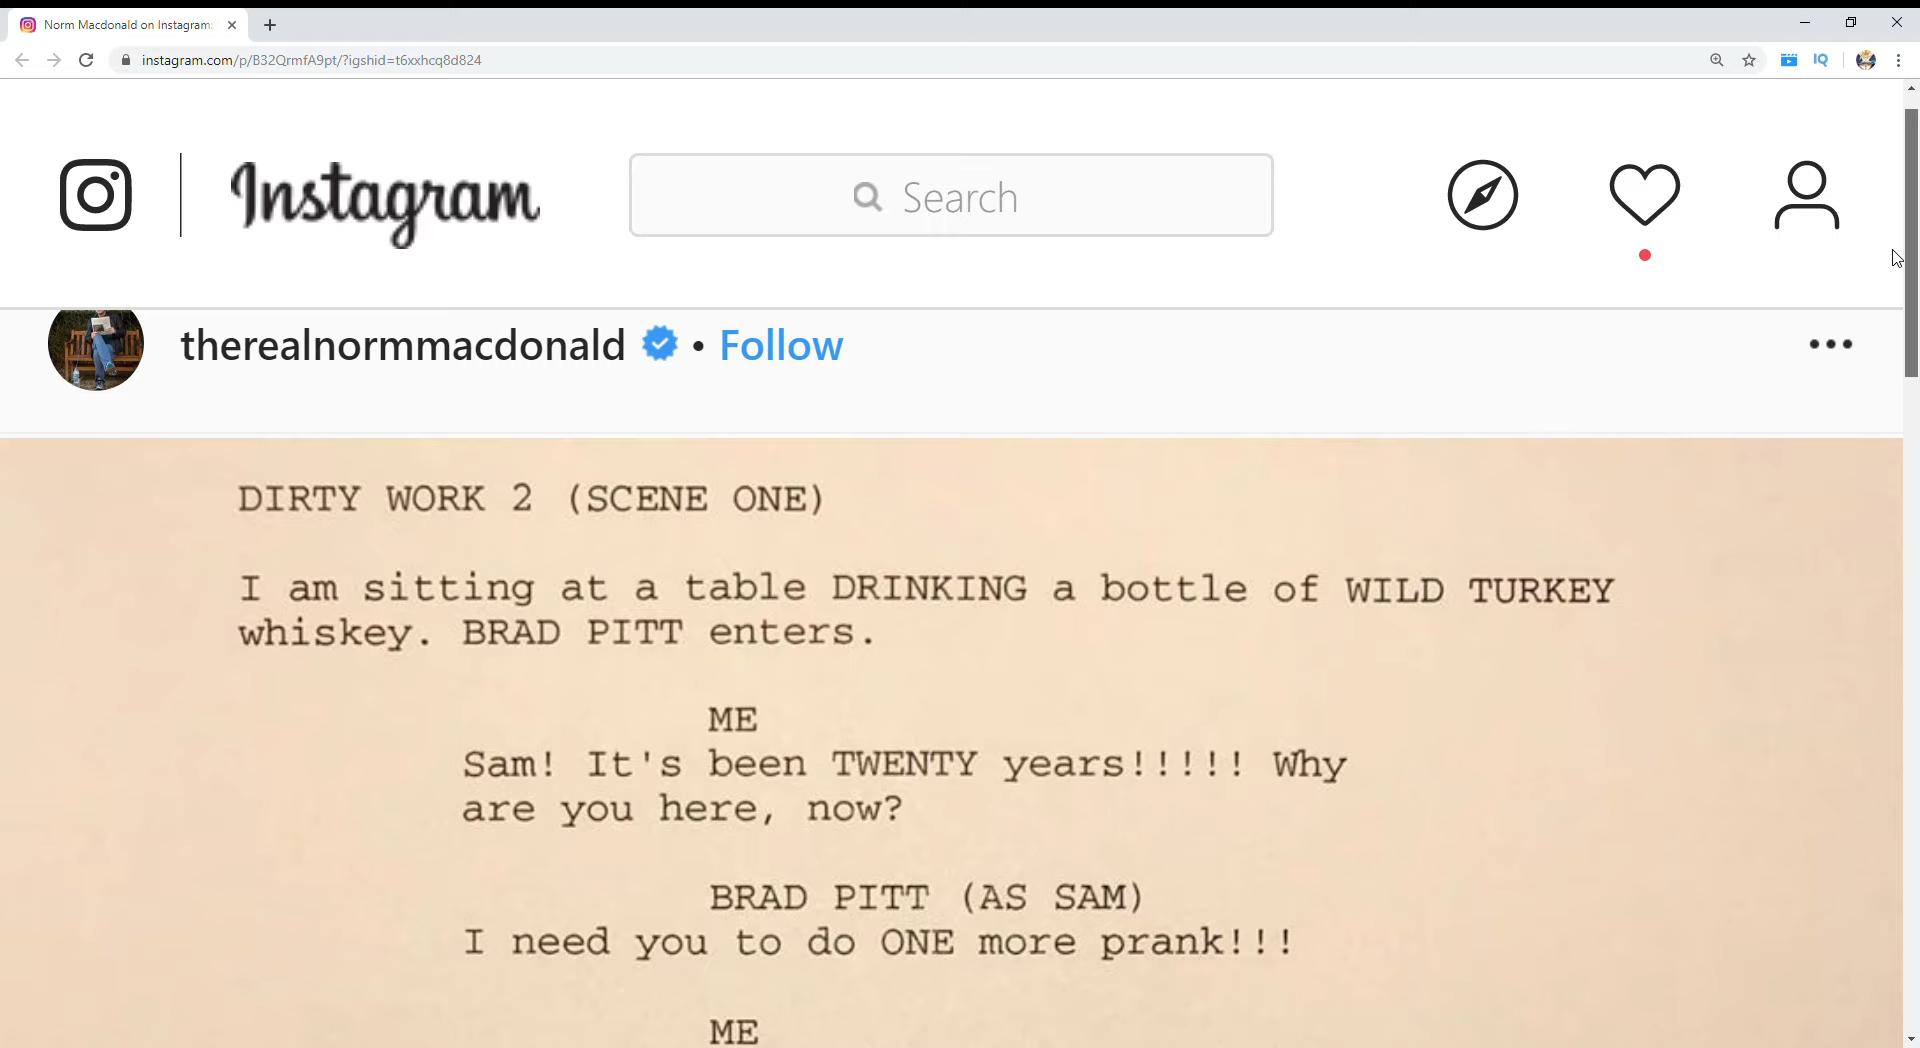 Norm Macdonald on Instagram:
instagram.com/p/B32QrmfA9pt/?igshid=t6xxhcq8d824
IQ
Instagram
Search
therealnormmacdonald • Follow
DIRTY WORK 2 (SCENE ONE)
I am sitting at a table DRINKING a bottle of WILD TURKEY
whiskey. BRAD PITT enters.
ME
Sam! It's been TWENTY years!!!!! Why
are you here, now?
BRAD PITT (AS SAM)
I need you to do ONE more prank!!!
ME